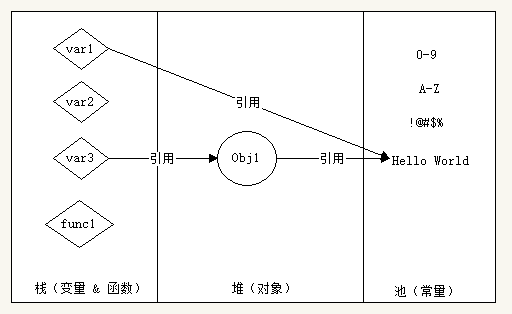 var1
var2
var3
func1
栈（变量 & 函数）
引用
引用
Obj1
引用
堆（对象）
0-9
A-Z
!@#$%
Hello World
池（常量）